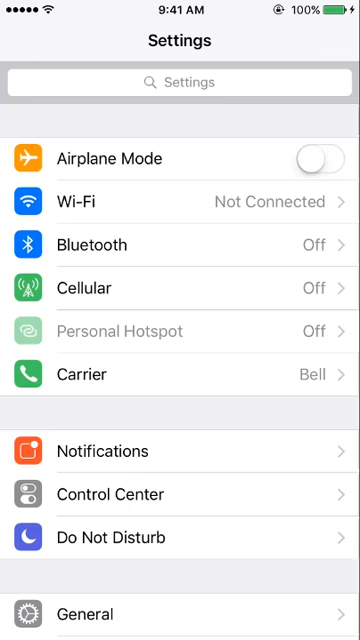 9:41 AM 100%
Settings
Settings
Airplane Mode
Wi-Fi Not Connected
Bluetooth Off
Cellular Off
Personal Hotspot Off
Carrier Bell
Notifications
Control Center
Do Not Disturb
General